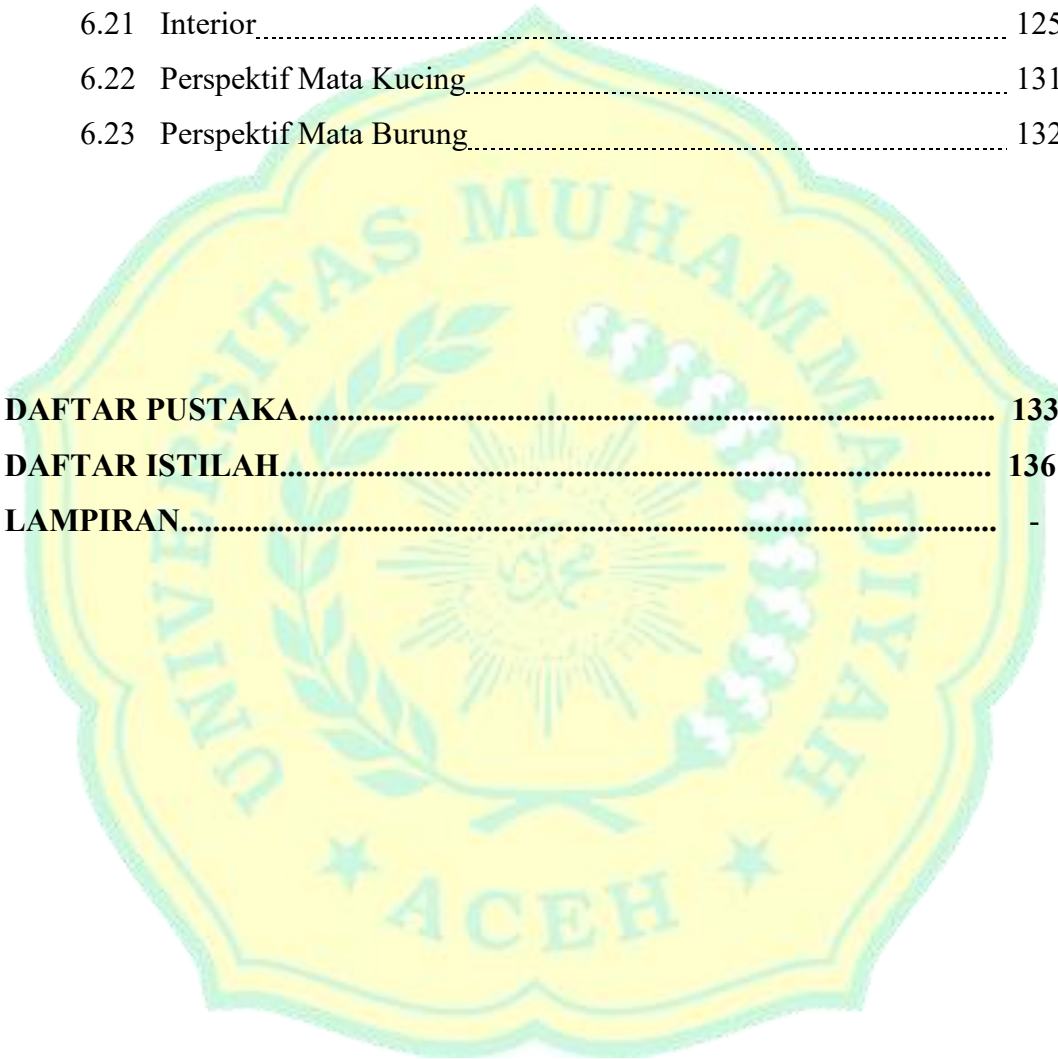 6.21 Interior 125
6.22 Perspektif Mata Kucing 131
6.23 Perspektif Mata Burung 132
UNIVERSITAS MUHAMMADIYAH
DAFTAR PUSTAKA 133
DAFTAR ISTILAH 136
LAMPIRAN -
ACEH